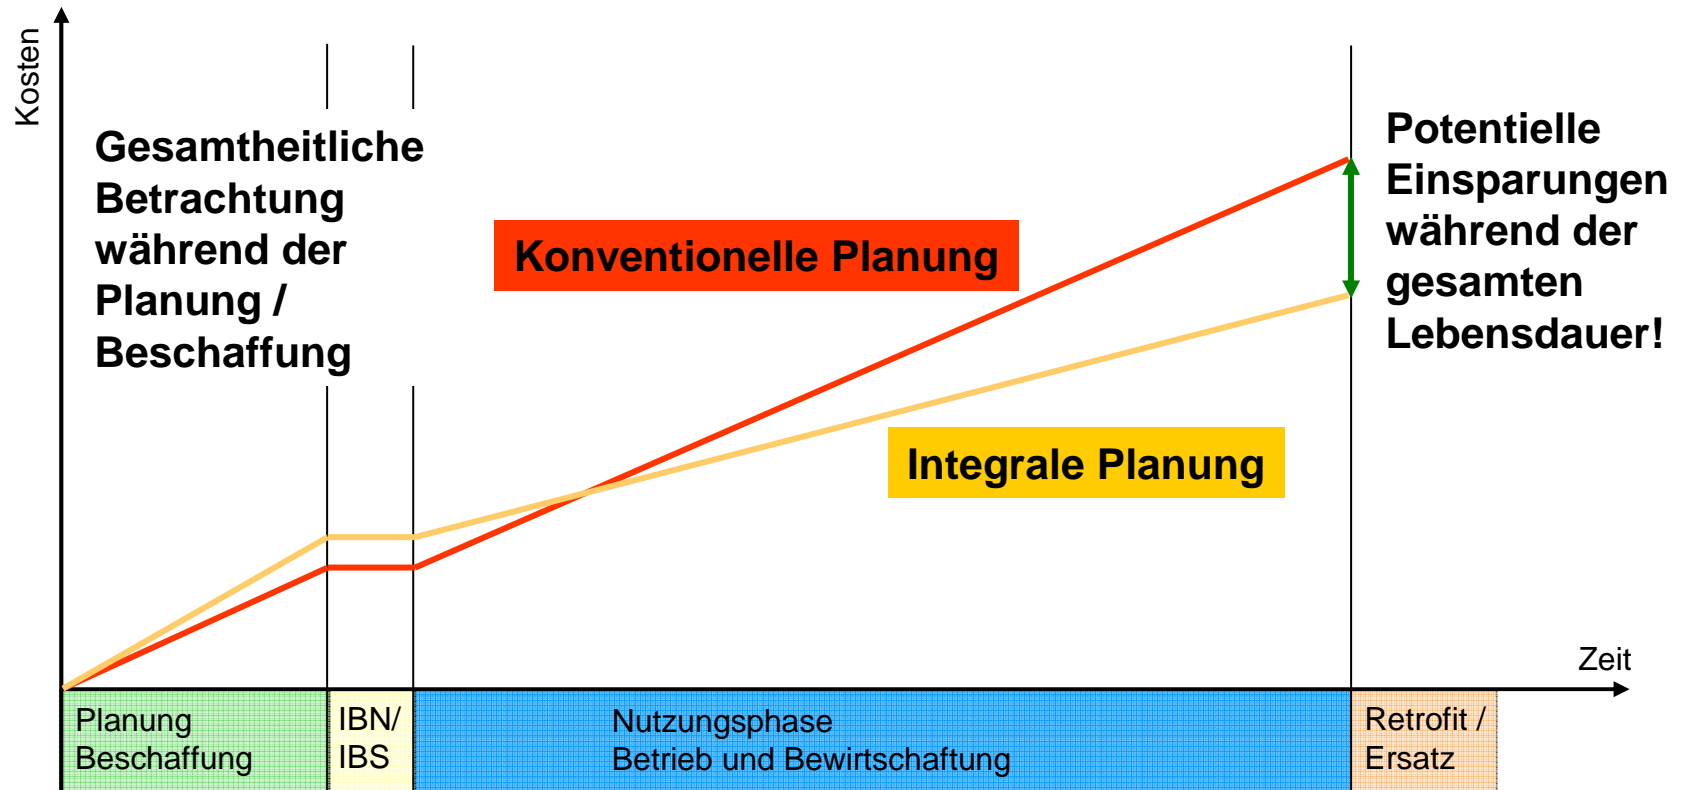 Kosten
Gesamtheitliche
Betrachtung
während der
Planung /
Beschaffung
Konventionelle Planung
Integrale Planung
Potentielle
Einsparungen
während der
gesamten
Lebensdauer!
Zeit
Planung
Beschaffung
IBN/
IBS
Nutzungsphase
Betrieb und Bewirtschaftung
Retrofit /
Ersatz